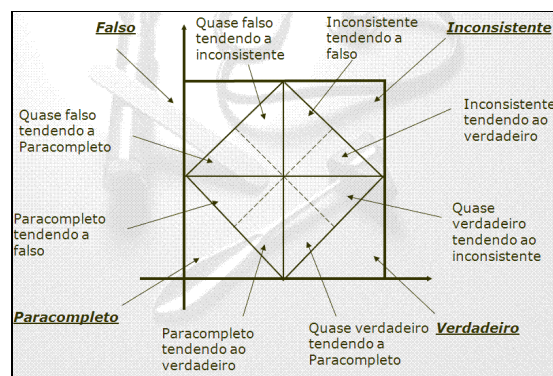 Falso
Quase falso
tendendo a
inconsistente
Inconsistente
tendendo a
falso
Inconsistente
Quase falso
tendendo a
Paracompleto
Inconsistente
tendendo ao
verdadeiro
Paracompleto
tendendo a
falso
Quase
verdadeiro
tendendo ao
inconsistente
Paracompleto
Paracompleto
tendendo ao
verdadeiro
Quase verdadeiro
tendendo a
Paracompleto
Verdadeiro